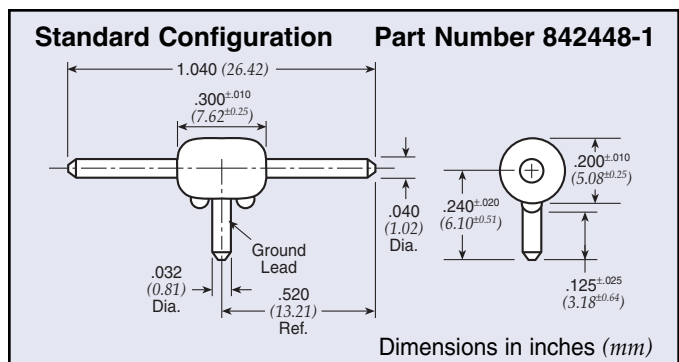 Standard Configuration Part Number 842448-1
1.040 (26.42)
.300±.010
(7.62±0.25)
.200±.010
(5.08±0.25)
.040
(1.02)
Dia.
.240±.020
(6.10±0.51)
Ground
Lead
.032
(0.81)
Dia.
.520
(13.21)
Ref.
.125±.025
(3.18±0.64)
Dimensions in inches (mm)